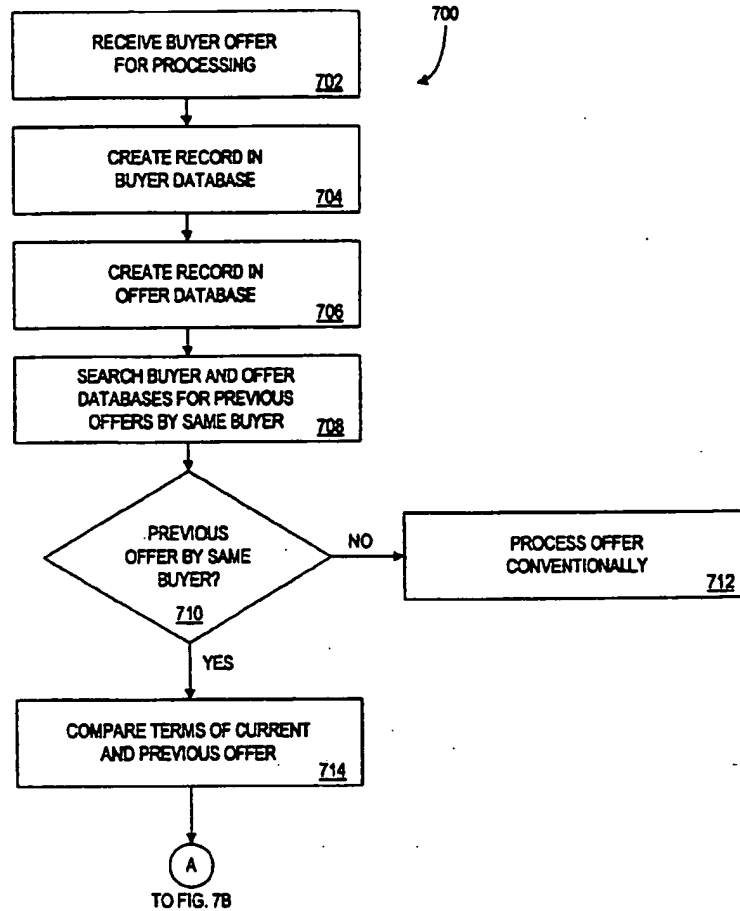 700
RECEIVE BUYER OFFER
FOR PROCESSING
702
CREATE RECORD IN
BUYER DATABASE
704
CREATE RECORD IN
OFFER DATABASE
706
SEARCH BUYER AND OFFER
DATABASES FOR PREVIOUS
OFFERS BY SAME BUYER
708
PREVIOUS
OFFER BY SAME
BUYER?
710
NO
PROCESS OFFER
CONVENTIONALLY
712
YES
COMPARE TERMS OF CURRENT
AND PREVIOUS OFFER
714
A
TO FIG. 7B